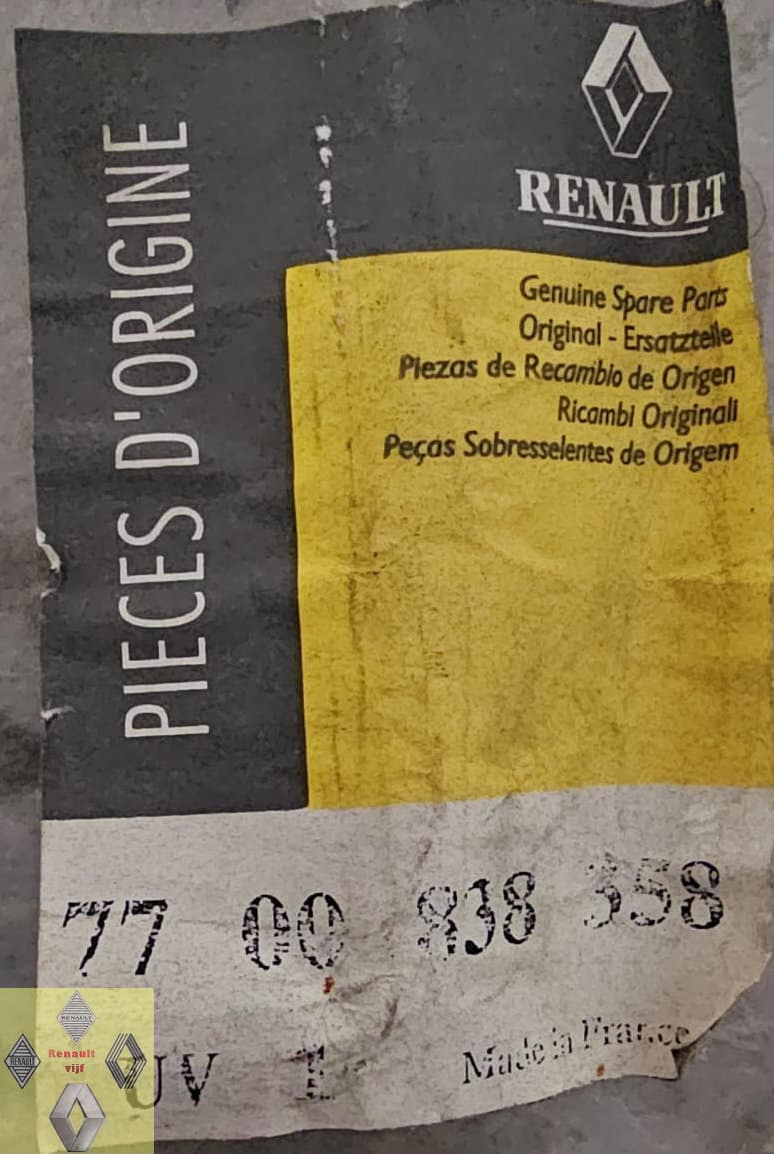 RENAULT
PIECES D'ORIGINE
Genuine Spare Parts
Original - Ersatzteile
Piezas de Recambio de Origen
Ricambi Originali
Peças Sobresselentes de Origem
77 00 838 358
UV 1
Made in France
RENAULT
RENAULT
Renault
vijf